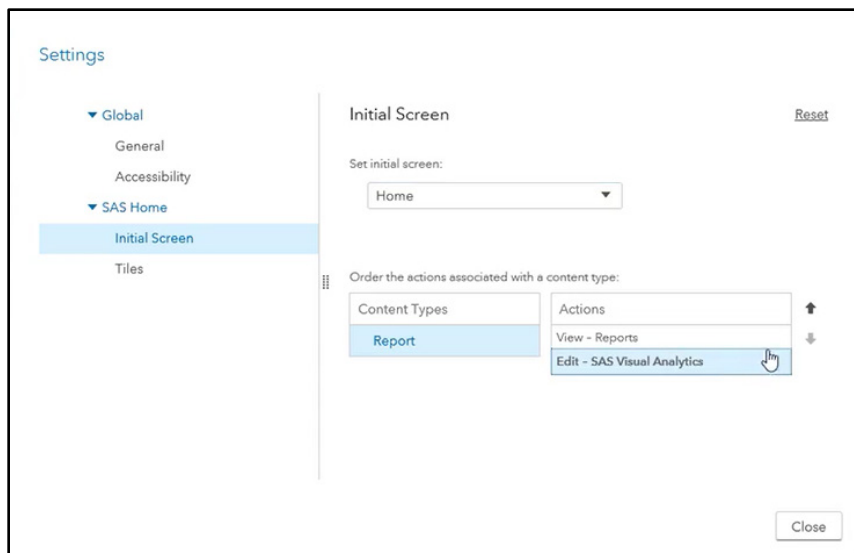 Settings
Global
General
Accessibility
SAS Home
Initial Screen
Tiles
Initial Screen
Reset
Set initial screen:
Home
Order the actions associated with a content type:
Content Types
Actions
Report
View - Reports
Edit - SAS Visual Analytics
Close